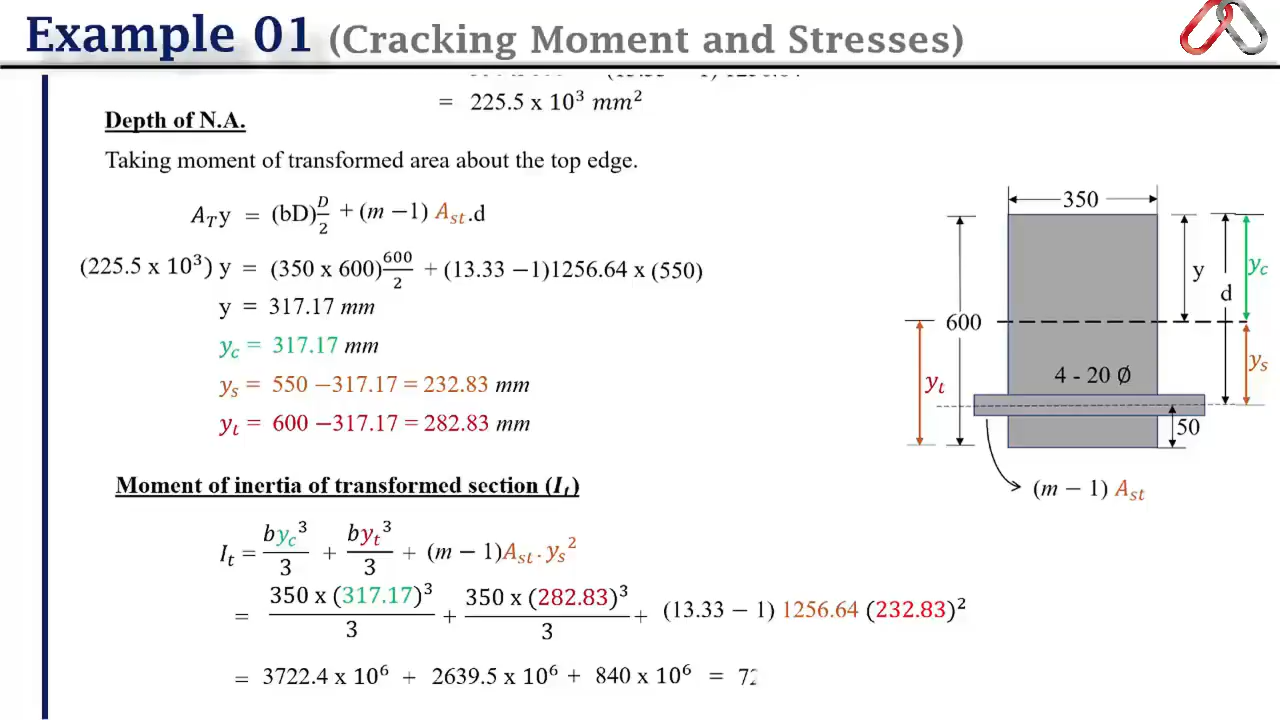 Example 01 (Cracking Moment and Stresses)
= 225.5 x 10³ mm²
Depth of N.A.
Taking moment of transformed area about the top edge.
A_T y = (bD) D/2 + (m −1) A_st.d
(225.5 x 10³) y = (350 x 600) 600/2 + (13.33 −1)1256.64 x (550)
y = 317.17 mm
y_c = 317.17 mm
y_s = 550 −317.17 = 232.83 mm
y_t = 600 −317.17 = 282.83 mm
Moment of inertia of transformed section (I_t)
I_t = by_c³/3 + by_t³/3 + (m − 1)A_st . y_s²
= 350 x (317.17)³/3 + 350 x (282.83)³/3 + (13.33 − 1) 1256.64 (232.83)²
= 3722.4 x 10⁶ + 2639.5 x 10⁶ + 840 x 10⁶ = 72
350
y
y_c
d
600
y_t
4 - 20 Ø
y_s
50
(m − 1) A_st